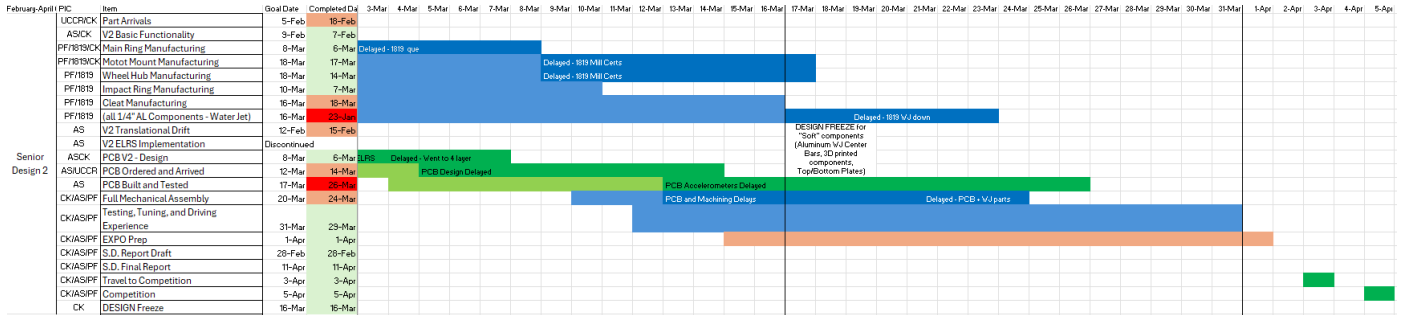 February-April PIC Item Goal Date Completed Da 3-Mar 4-Mar 5-Mar 6-Mar 7-Mar 8-Mar 9-Mar 10-Mar 11-Mar 12-Mar 13-Mar 14-Mar 15-Mar 16-Mar 17-Mar 18-Mar 19-Mar 20-Mar 21-Mar 22-Mar 23-Mar 24-Mar 25-Mar 26-Mar 27-Mar 28-Mar 29-Mar 30-Mar 31-Mar 1-Apr 2-Apr 3-Apr 4-Apr 5-Apr
UCCR/CK Part Arrivals 5-Feb 18-Feb
AS/CK V2 Basic Functionality 9-Feb 7-Feb
PF/1819/CK Main Ring Manufacturing 8-Mar 6-Mar Delayed - 1819 que
PF/1819/CK Motot Mount Manufacturing 18-Mar 17-Mar Delayed - 1819 Mill Certs
PF/1819 Wheel Hub Manufacturing 18-Mar 14-Mar Delayed - 1819 Mill Certs
PF/1819 Impact Ring Manufacturing 10-Mar 7-Mar
PF/1819 Cleat Manufacturing 16-Mar 18-Mar
PF/1819 (all 1/4" AL Components - Water Jet) 16-Mar 23-Jan Delayed - 1819 WJ down
AS V2 Translational Drift 12-Feb 15-Feb
AS V2 ELRS Implementation Discontinued
DESIGN FREEZE for
"Soft" components
(Aluminum WJ Center
Bars, 3D printed
components,
Top/Bottom Plates)
Senior
Design 2
ASCK PCB V2 - Design 8-Mar 6-Mar ELRS Delayed - Went to 4 layer
AS/UCCR PCB Ordered and Arrived 12-Mar 14-Mar PCB Design Delayed
AS PCB Built and Tested 17-Mar 26-Mar PCB Accelerometers Delayed
CK/AS/PF Full Mechanical Assembly 20-Mar 24-Mar PCB and Machining Delays Delayed - PCB + WJ parts
CK/AS/PF Testing, Tuning, and Driving
Experience 31-Mar 29-Mar
CK/AS/PF EXPO Prep 1-Apr 1-Apr
CK/AS/PF S.D. Report Draft 28-Feb 28-Feb
CK/AS/PF S.D. Final Report 11-Apr 11-Apr
CK/AS/PF Travel to Competition 3-Apr 3-Apr
CK/AS/PF Competition 5-Apr 5-Apr
CK DESIGN Freeze 16-Mar 16-Mar